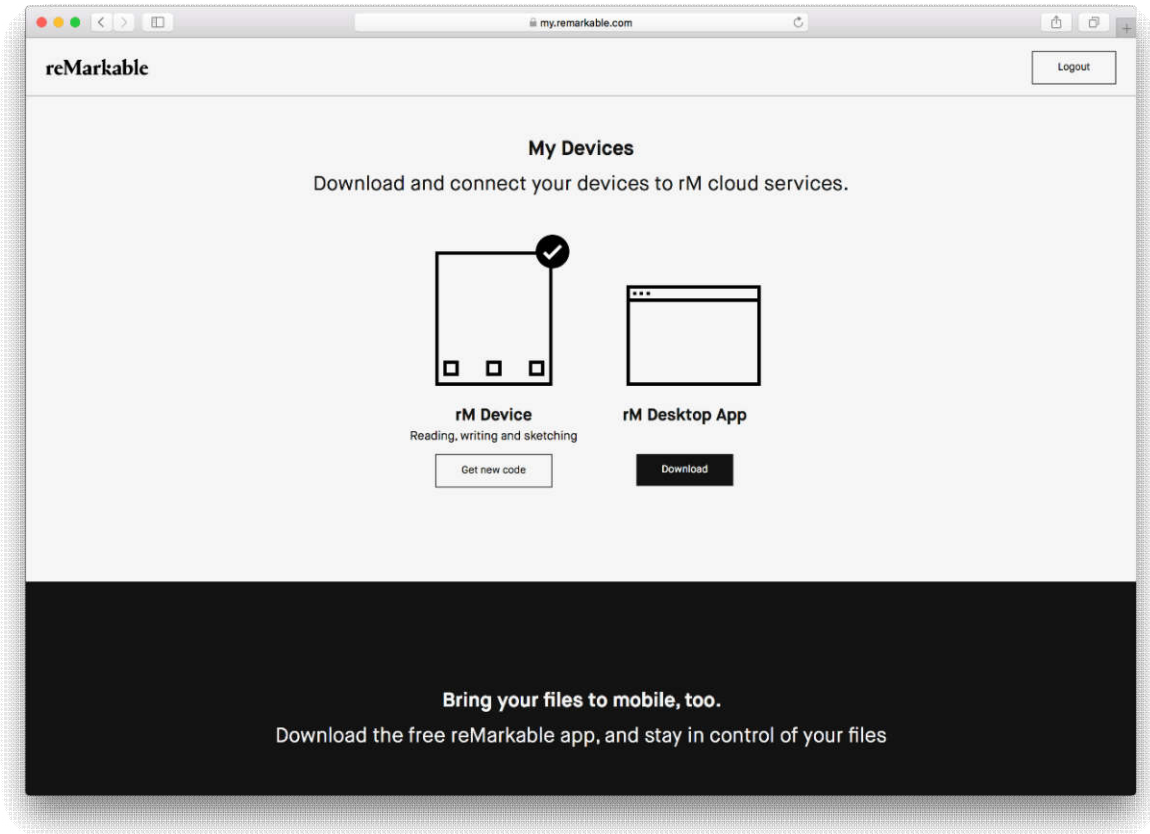 my.remarkable.com
reMarkable
Logout
My Devices
Download and connect your devices to rM cloud services.
rM Device
rM Desktop App
Reading, writing and sketching
Get new code
Download
Bring your files to mobile, too.
Download the free reMarkable app, and stay in control of your files